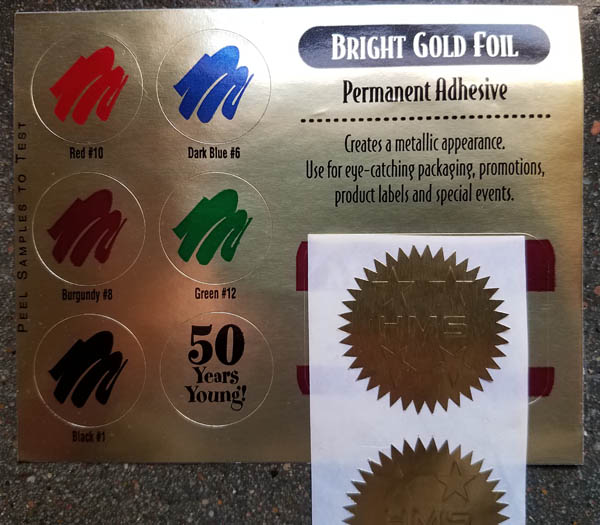 BRIGHT GOLD FOIL
Permanent Adhesive
Creates a metallic appearance.
Use for eye-catching packaging, promotions,
product labels and special events.
PEEL SAMPLES TO TEST
Red #10
Dark Blue #6
Burgundy #8
Green #12
Black #1
50
Years
Young!
HMS
HMS